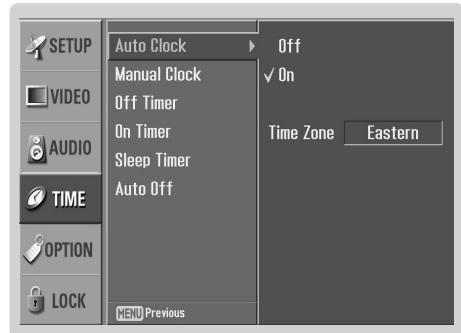 SETUP
VIDEO
AUDIO
TIME
OPTION
LOCK
Auto Clock
Manual Clock
Off Timer
On Timer
Sleep Timer
Auto Off
MENU Previous
Off
✓ On
Time Zone Eastern